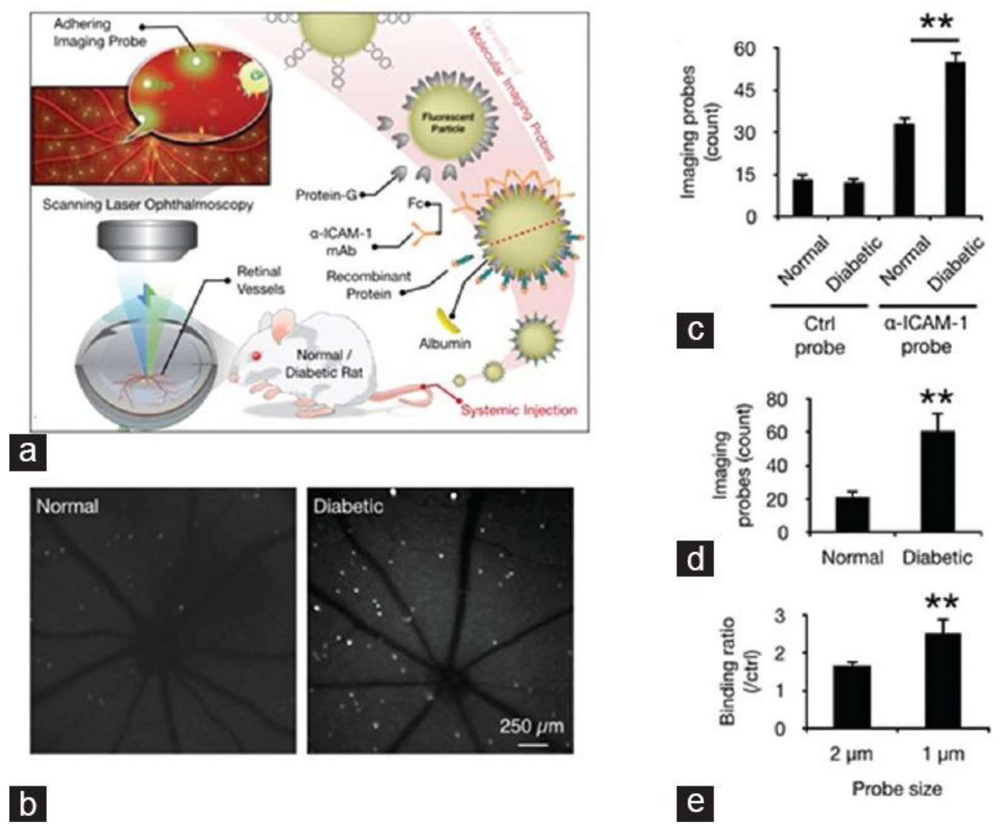 Adhering
Imaging Probe
Molecular Imaging Probes
Fluorescent
Particle
Protein-G
Fc
Scanning Laser Ophthalmoscopy
α-ICAM-1
mAb
Retinal
Vessels
Recombinant
Protein
Albumin
Normal /
Diabetic Rat
Systemic Injection
a
Normal
Diabetic
250 µm
b
**
60
45
30
15
0
Imaging probes
(count)
Normal
Diabetic
Normal
Diabetic
Ctrl
probe
α-ICAM-1
probe
c
**
80
60
40
20
0
Imaging
probes (count)
Normal
Diabetic
d
**
3
2
1
0
Binding ratio
(/ctrl)
2 µm
1 µm
Probe size
e